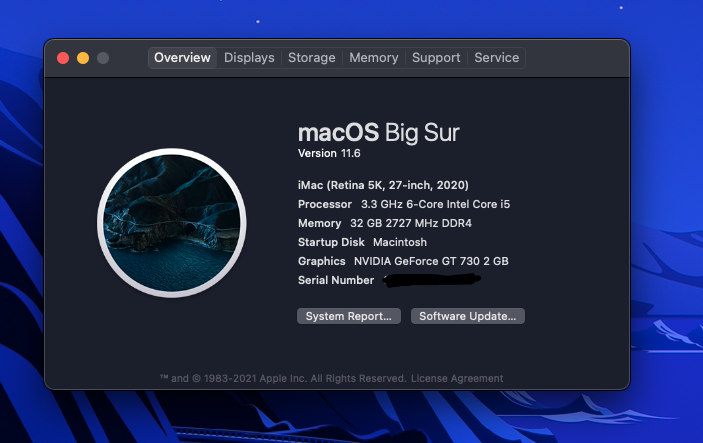 Overview Displays Storage Memory Support Service
macOS Big Sur
Version 11.6
iMac (Retina 5K, 27-inch, 2020)
Processor 3.3 GHz 6-Core Intel Core i5
Memory 32 GB 2727 MHz DDR4
Startup Disk Macintosh
Graphics NVIDIA GeForce GT 730 2 GB
Serial Number
System Report... Software Update...
™ and © 1983-2021 Apple Inc. All Rights Reserved. License Agreement